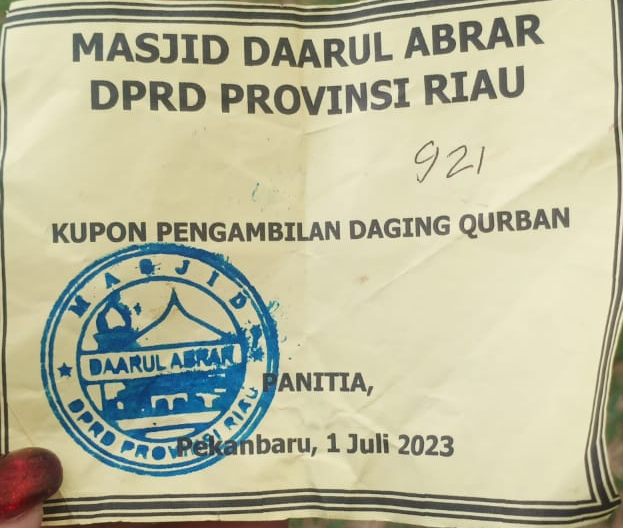 MASJID DAARUL ABRAR
DPRD PROVINSI RIAU
921
KUPON PENGAMBILAN DAGING QURBAN
MASJID
DAARUL ABRAR
DPRD PROVINSI RIAU
PANITIA,
Pekanbaru, 1 Juli 2023